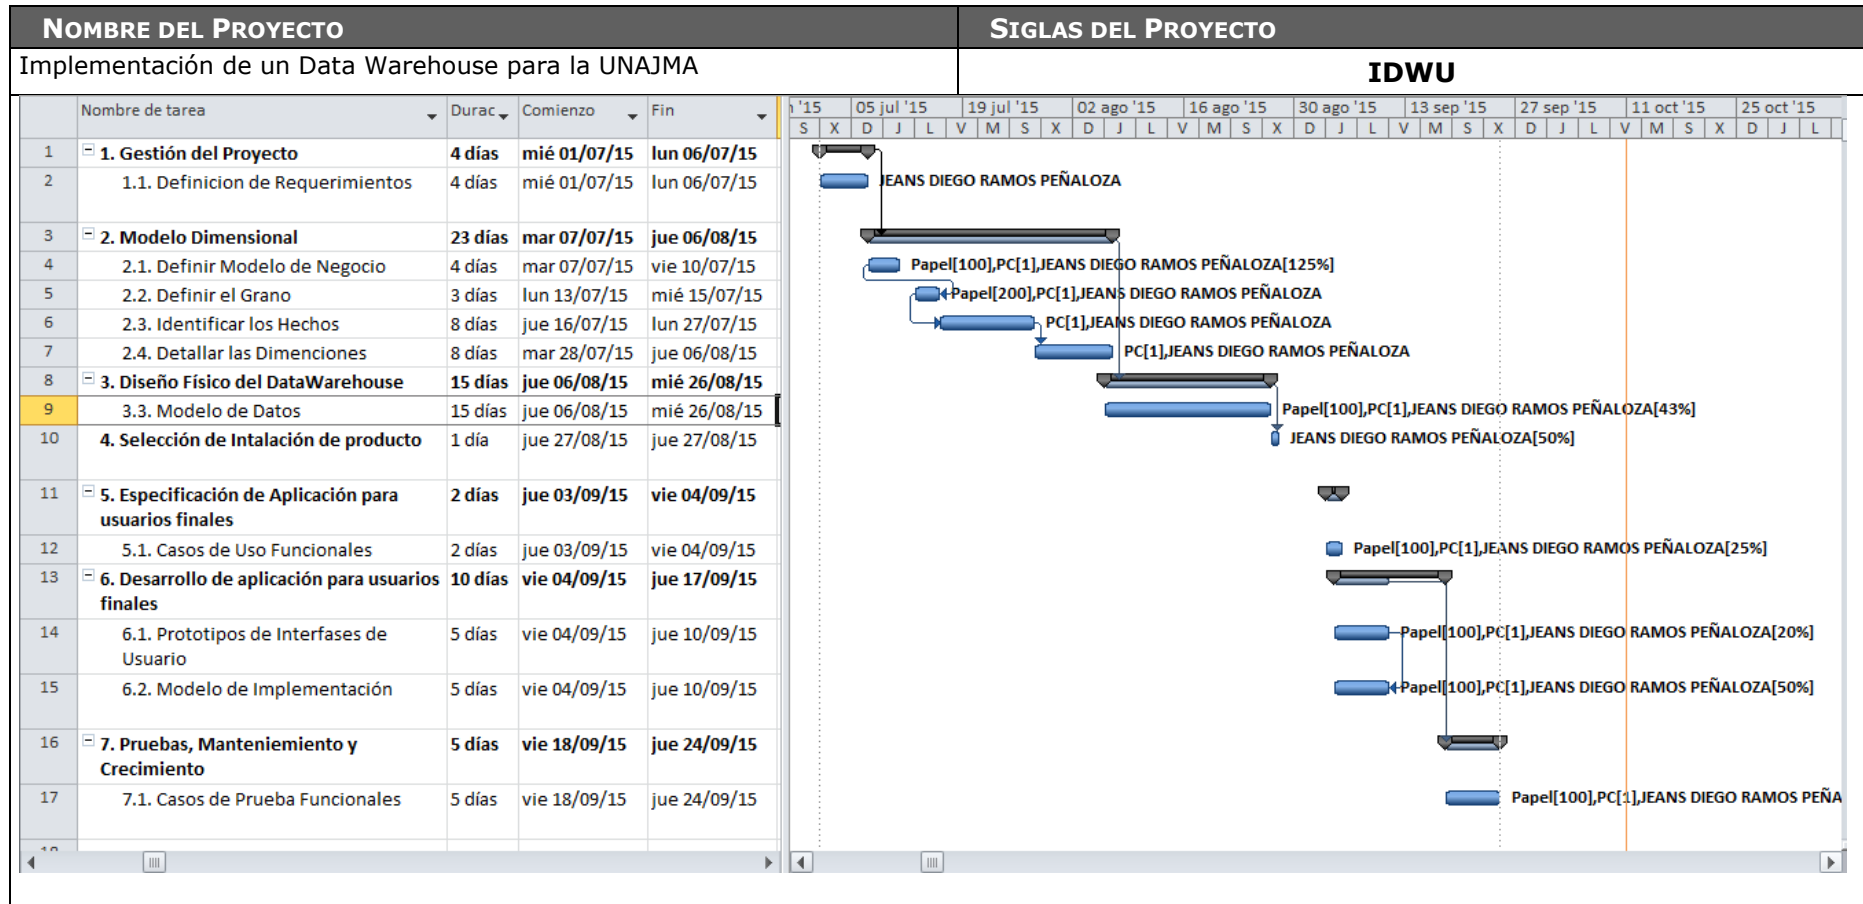 NOMBRE DEL PROYECTO SIGLAS DEL PROYECTO
Implementación de un Data Warehouse para la UNAJMA IDWU
Nombre de tarea Durac Comienzo Fin '15 05 jul '15 19 jul '15 02 ago '15 16 ago '15 30 ago '15 13 sep '15 27 sep '15 11 oct '15 25 oct '15
S X D J L V M S X D J L V M S X D J L V M S X D J L V M S X D J L
1 1. Gestión del Proyecto 4 días mié 01/07/15 lun 06/07/15
2 1.1. Definicion de Requerimientos 4 días mié 01/07/15 lun 06/07/15 JEANS DIEGO RAMOS PEÑALOZA
3 2. Modelo Dimensional 23 días mar 07/07/15 jue 06/08/15
4 2.1. Definir Modelo de Negocio 4 días mar 07/07/15 vie 10/07/15 Papel[100],PC[1],JEANS DIEGO RAMOS PEÑALOZA[125%]
5 2.2. Definir el Grano 3 días lun 13/07/15 mié 15/07/15 Papel[200],PC[1],JEANS DIEGO RAMOS PEÑALOZA
6 2.3. Identificar los Hechos 8 días jue 16/07/15 lun 27/07/15 PC[1],JEANS DIEGO RAMOS PEÑALOZA
7 2.4. Detallar las Dimenciones 8 días mar 28/07/15 jue 06/08/15 PC[1],JEANS DIEGO RAMOS PEÑALOZA
8 3. Diseño Físico del DataWarehouse 15 días jue 06/08/15 mié 26/08/15
9 3.3. Modelo de Datos 15 días jue 06/08/15 mié 26/08/15 Papel[100],PC[1],JEANS DIEGO RAMOS PEÑALOZA[43%]
10 4. Selección de Intalación de producto 1 día jue 27/08/15 jue 27/08/15 JEANS DIEGO RAMOS PEÑALOZA[50%]
11 5. Especificación de Aplicación para 2 días jue 03/09/15 vie 04/09/15
usuarios finales
12 5.1. Casos de Uso Funcionales 2 días jue 03/09/15 vie 04/09/15 Papel[100],PC[1],JEANS DIEGO RAMOS PEÑALOZA[25%]
13 6. Desarrollo de aplicación para usuarios 10 días vie 04/09/15 jue 17/09/15
finales
14 6.1. Prototipos de Interfases de 5 días vie 04/09/15 jue 10/09/15 Papel[100],PC[1],JEANS DIEGO RAMOS PEÑALOZA[20%]
Usuario
15 6.2. Modelo de Implementación 5 días vie 04/09/15 jue 10/09/15 Papel[100],PC[1],JEANS DIEGO RAMOS PEÑALOZA[50%]
16 7. Pruebas, Manteniemiento y 5 días vie 18/09/15 jue 24/09/15
Crecimiento
17 7.1. Casos de Prueba Funcionales 5 días vie 18/09/15 jue 24/09/15 Papel[100],PC[1],JEANS DIEGO RAMOS PEÑA